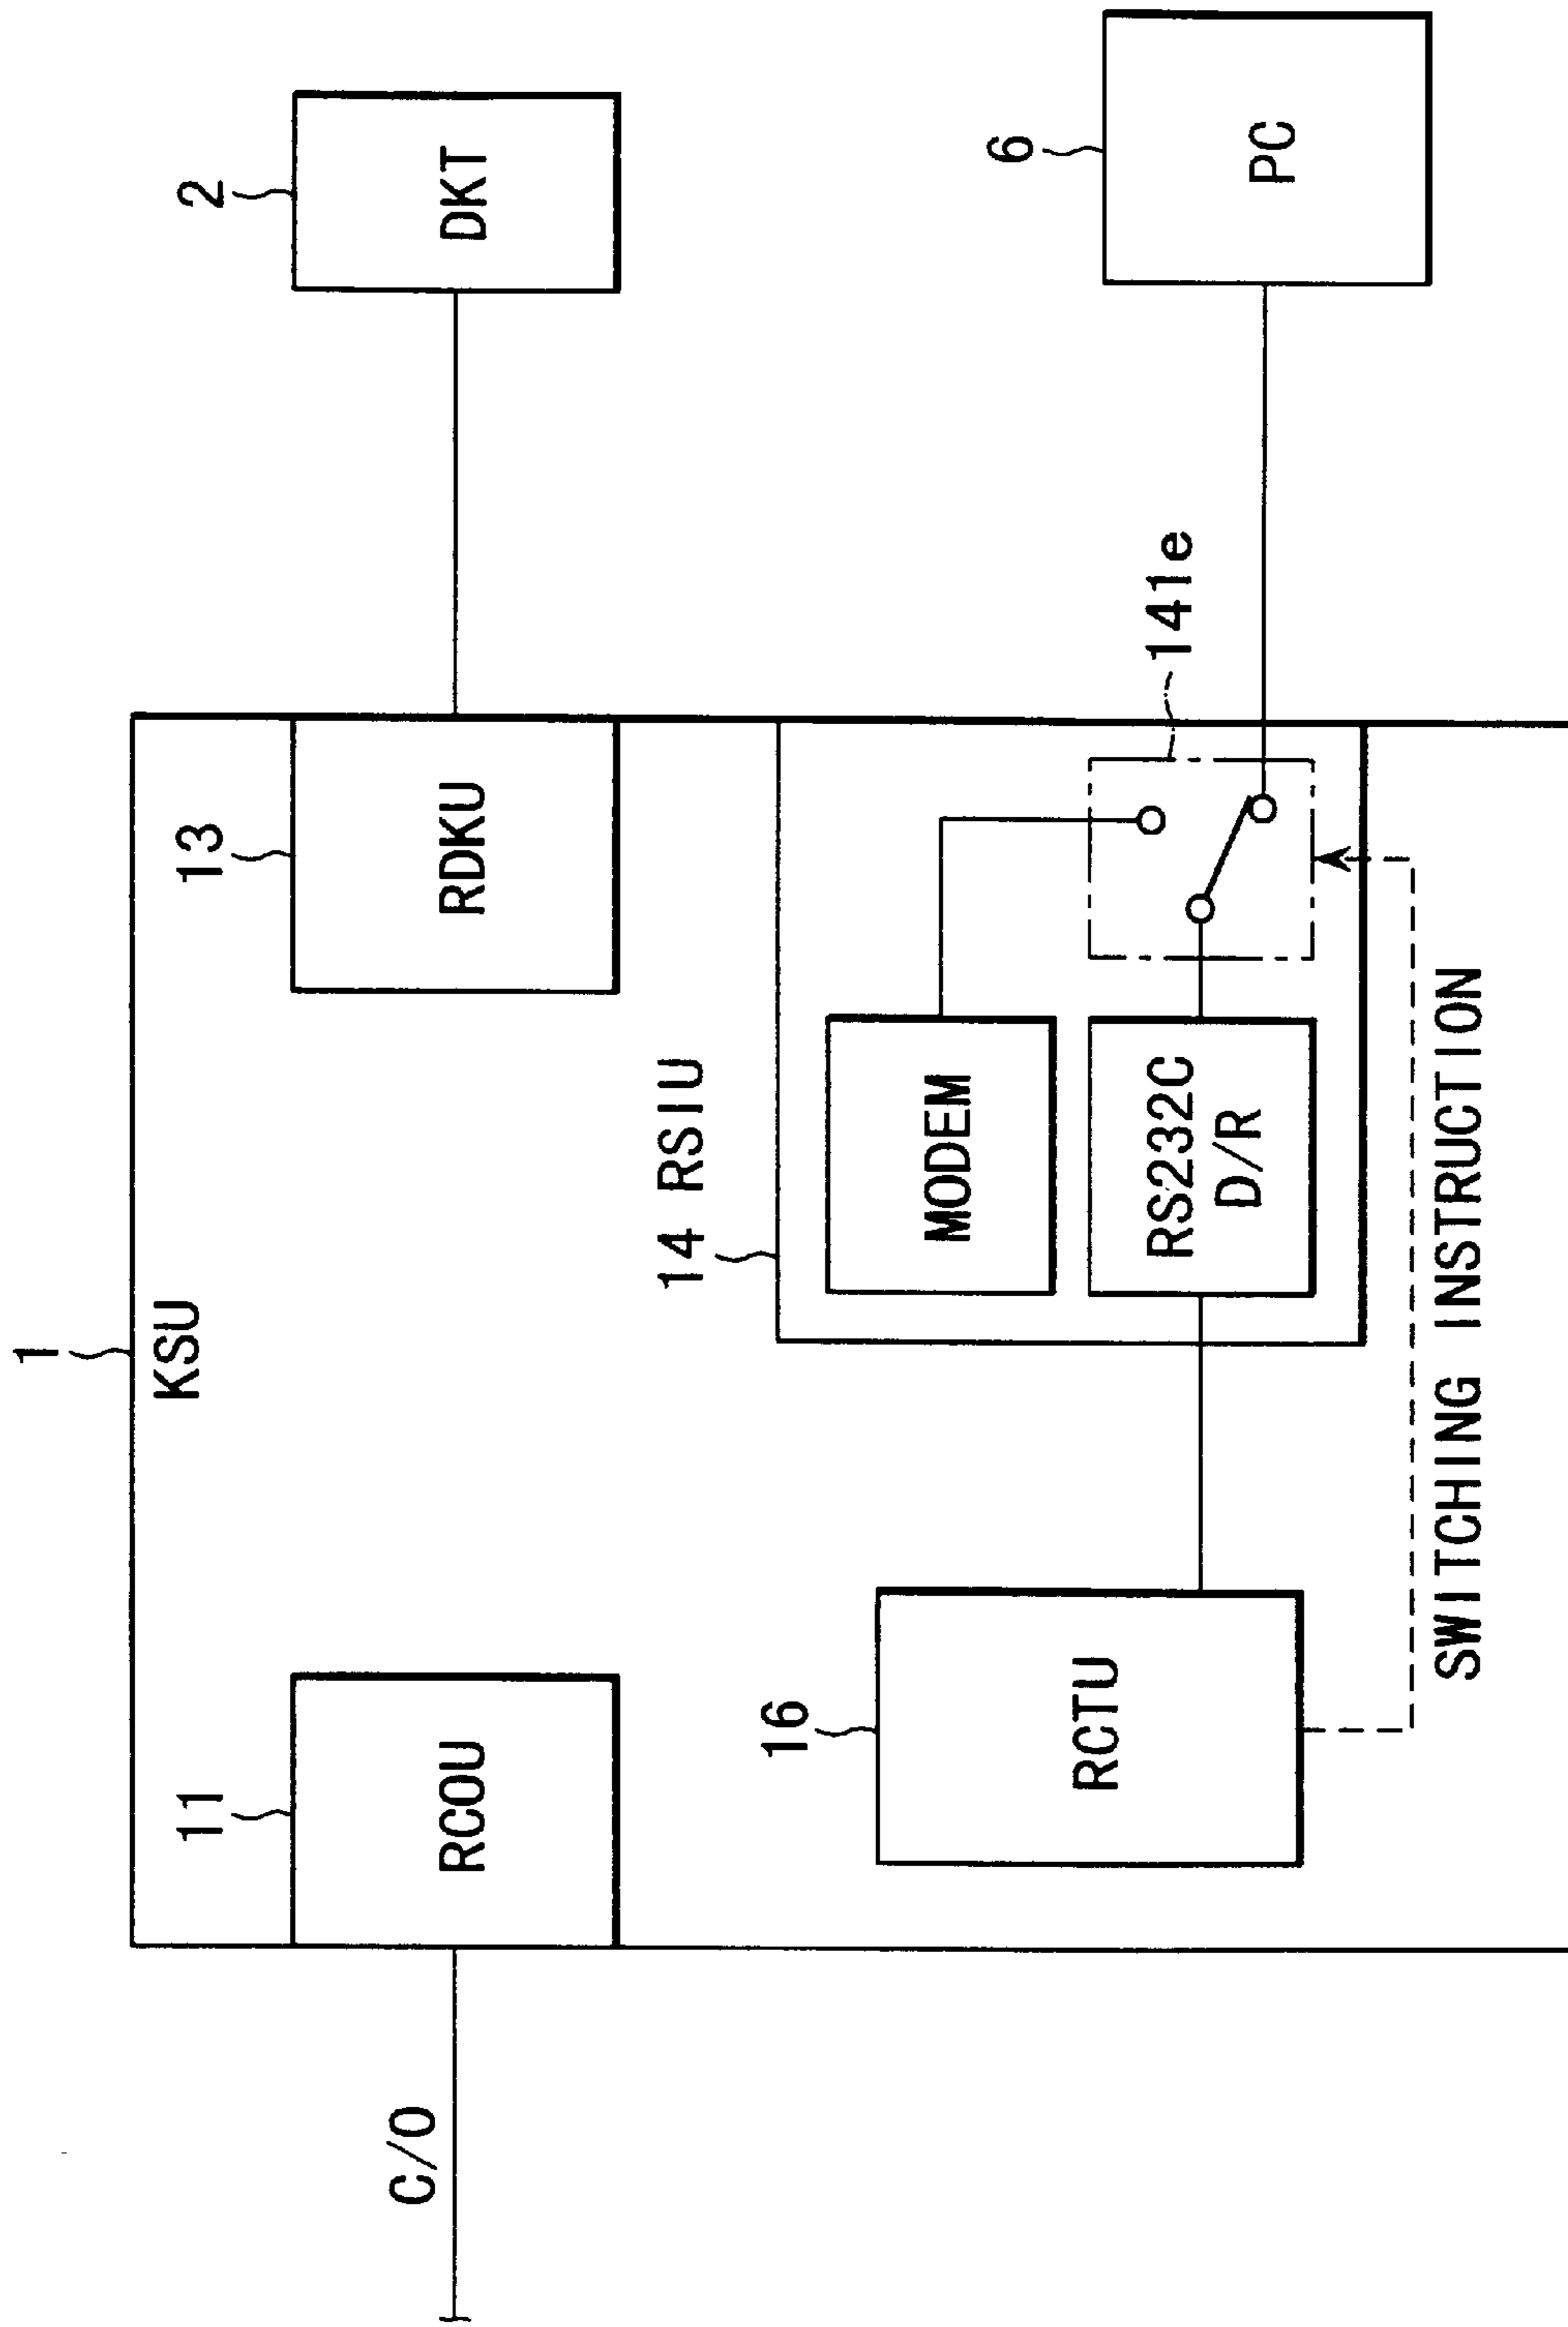 1
KSU
11
RCOU
13
RDKU
2
DKT
C/O
14 RSIU
16
RCTU
MODEM
RS232C
D/R
141e
6
PC
SWITCHING INSTRUCTION